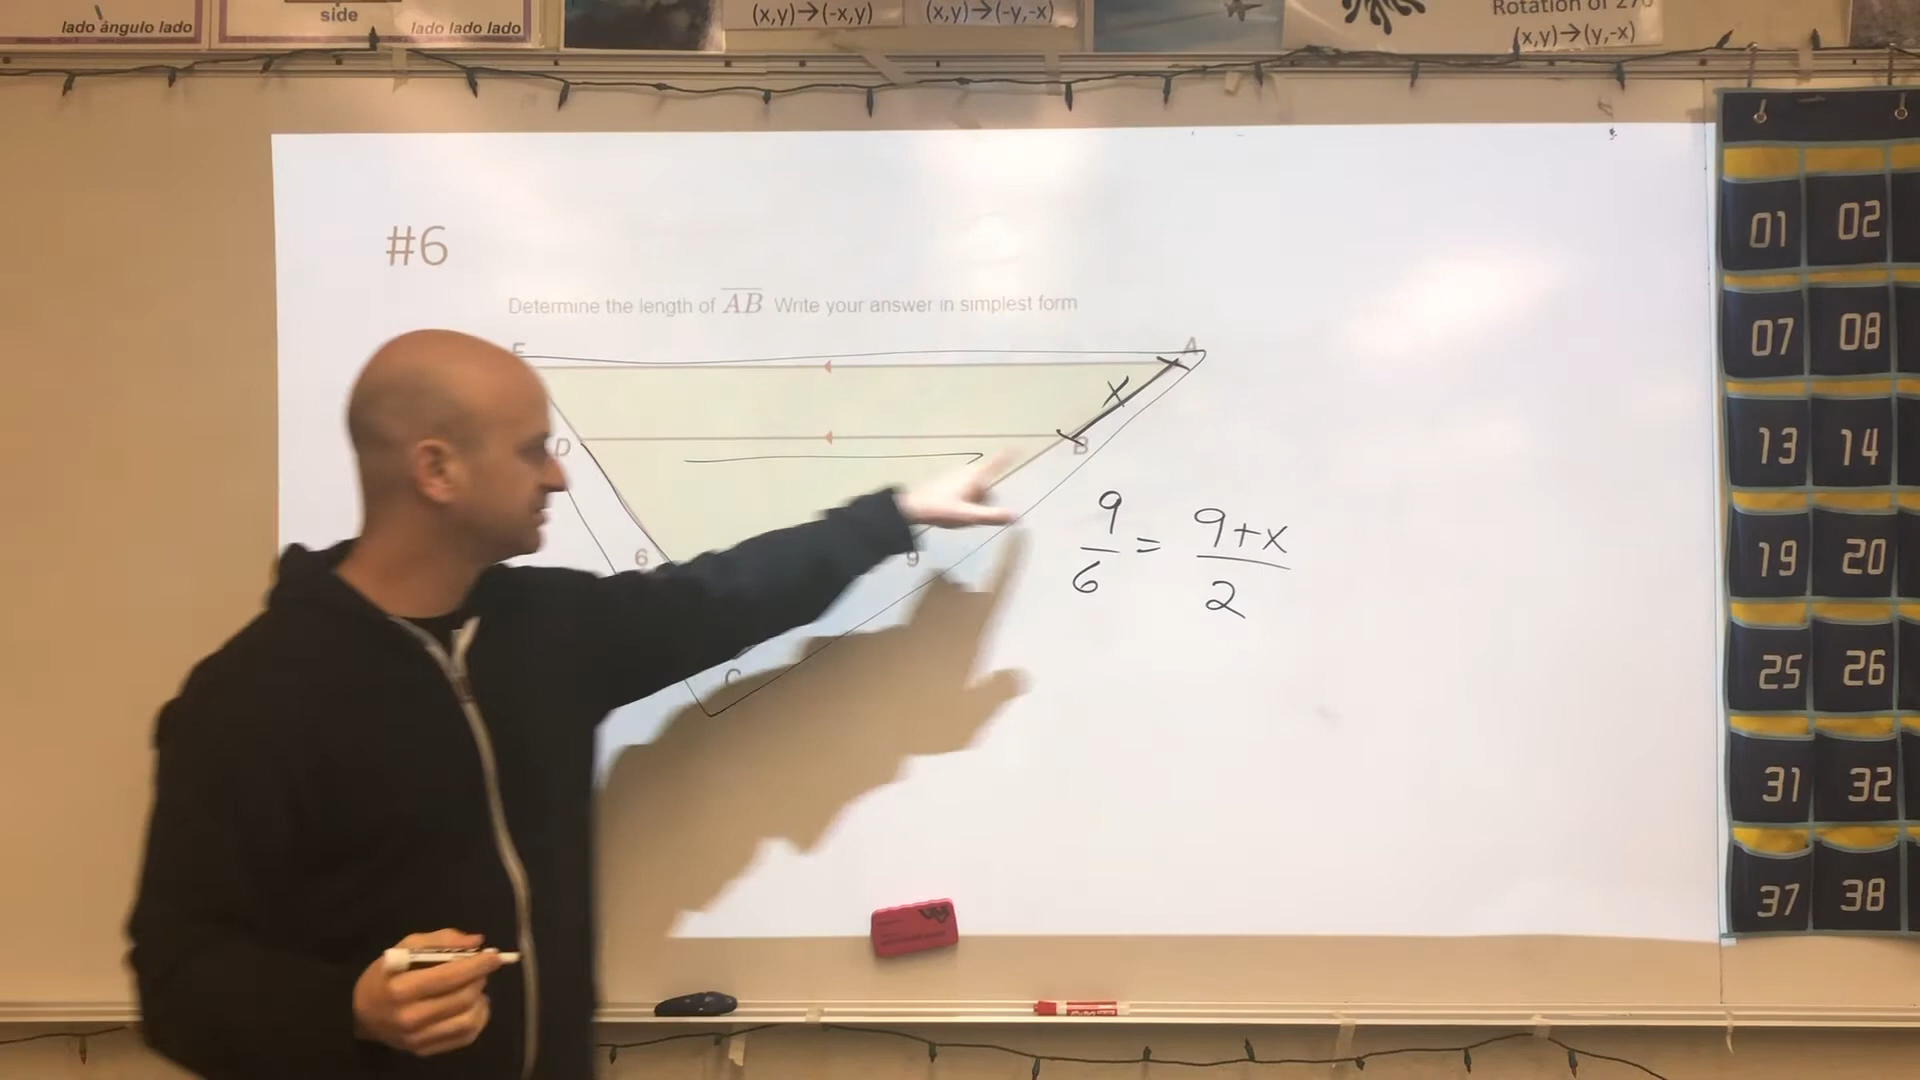 lado ângulo lado
side
lado lado lado
(x,y)→(-x,y)
(x,y)→(-y,-x)
Rotation of 270
(x,y)→(y,-x)
#6
Determine the length of AB Write your answer in simplest form
A
x
D
B
6
9
C
9/6 = 9+x/2
01 02
07 08
13 14
19 20
25 26
31 32
37 38